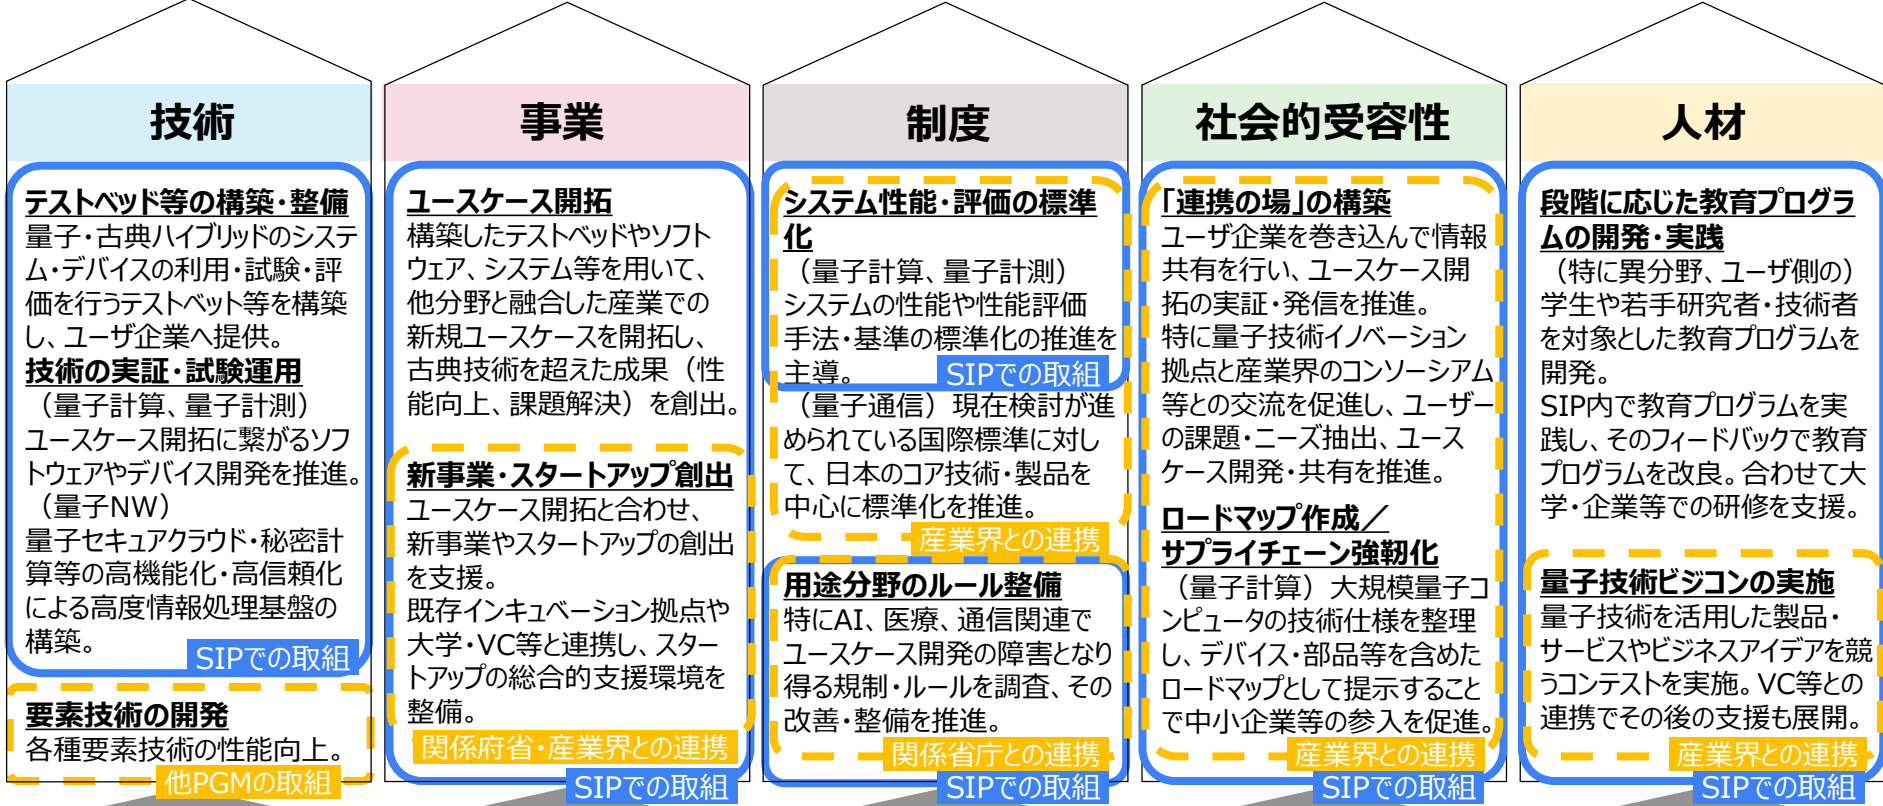 技術
テストベッド等の構築・整備
量子・古典ハイブリッドのシステ
ム・デバイスの利用・試験・評
価を行うテストベット等を構築
し、ユーザ企業へ提供。
技術の実証・試験運用
（量子計算、量子計測）
ユースケース開拓に繋がるソフ
トウェアやデバイス開発を推進。
（量子NW）
量子セキュアクラウド・秘密計
算等の高機能化・高信頼化
による高度情報処理基盤の
構築。
SIPでの取組
要素技術の開発
各種要素技術の性能向上。
他PGMの取組
事業
ユースケース開拓
構築したテストベッドやソフト
ウェア、システム等を用いて、
他分野と融合した産業での
新規ユースケースを開拓し、
古典技術を超えた成果（性
能向上、課題解決）を創出。
新事業・スタートアップ創出
ユースケース開拓と合わせ、
新事業やスタートアップの創出
を支援。
既存インキュベーション拠点や
大学・VC等と連携し、スター
トアップの総合的支援環境を
整備。
関係府省・産業界との連携
SIPでの取組
制度
システム性能・評価の標準
化
（量子計算、量子計測）
システムの性能や性能評価
手法・基準の標準化の推進を
主導。
SIPでの取組
（量子通信）現在検討が進
められている国際標準に対し
て、日本のコア技術・製品を
中心に標準化を推進。
産業界との連携
用途分野のルール整備
特にAI、医療、通信関連で
ユースケース開発の障害となり
得る規制・ルールを調査、その
改善・整備を推進。
関係省庁との連携
SIPでの取組
社会的受容性
「連携の場」の構築
ユーザ企業を巻き込んで情報
共有を行い、ユースケース開
拓の実証・発信を推進。
特に量子技術イノベーション
拠点と産業界のコンソーシアム
等との交流を促進し、ユーザー
の課題・ニーズ抽出、ユース
ケース開発・共有を推進。
ロードマップ作成／
サプライチェーン強靭化
（量子計算）大規模量子コ
ンピュータの技術仕様を整理
し、デバイス・部品等を含めた
ロードマップとして提示すること
で中小企業等の参入を促進。
産業界との連携
SIPでの取組
人材
段階に応じた教育プログラ
ムの開発・実践
（特に異分野、ユーザ側の）
学生や若手研究者・技術者
を対象とした教育プログラムを
開発。
SIP内で教育プログラムを実
践し、そのフィードバックで教育
プログラムを改良。合わせて大
学・企業等での研修を支援。
量子技術ビジコンの実施
量子技術を活用した製品・
サービスやビジネスアイデアを競
うコンテストを実施。VC等との
連携でその後の支援も展開。
産業界との連携
SIPでの取組